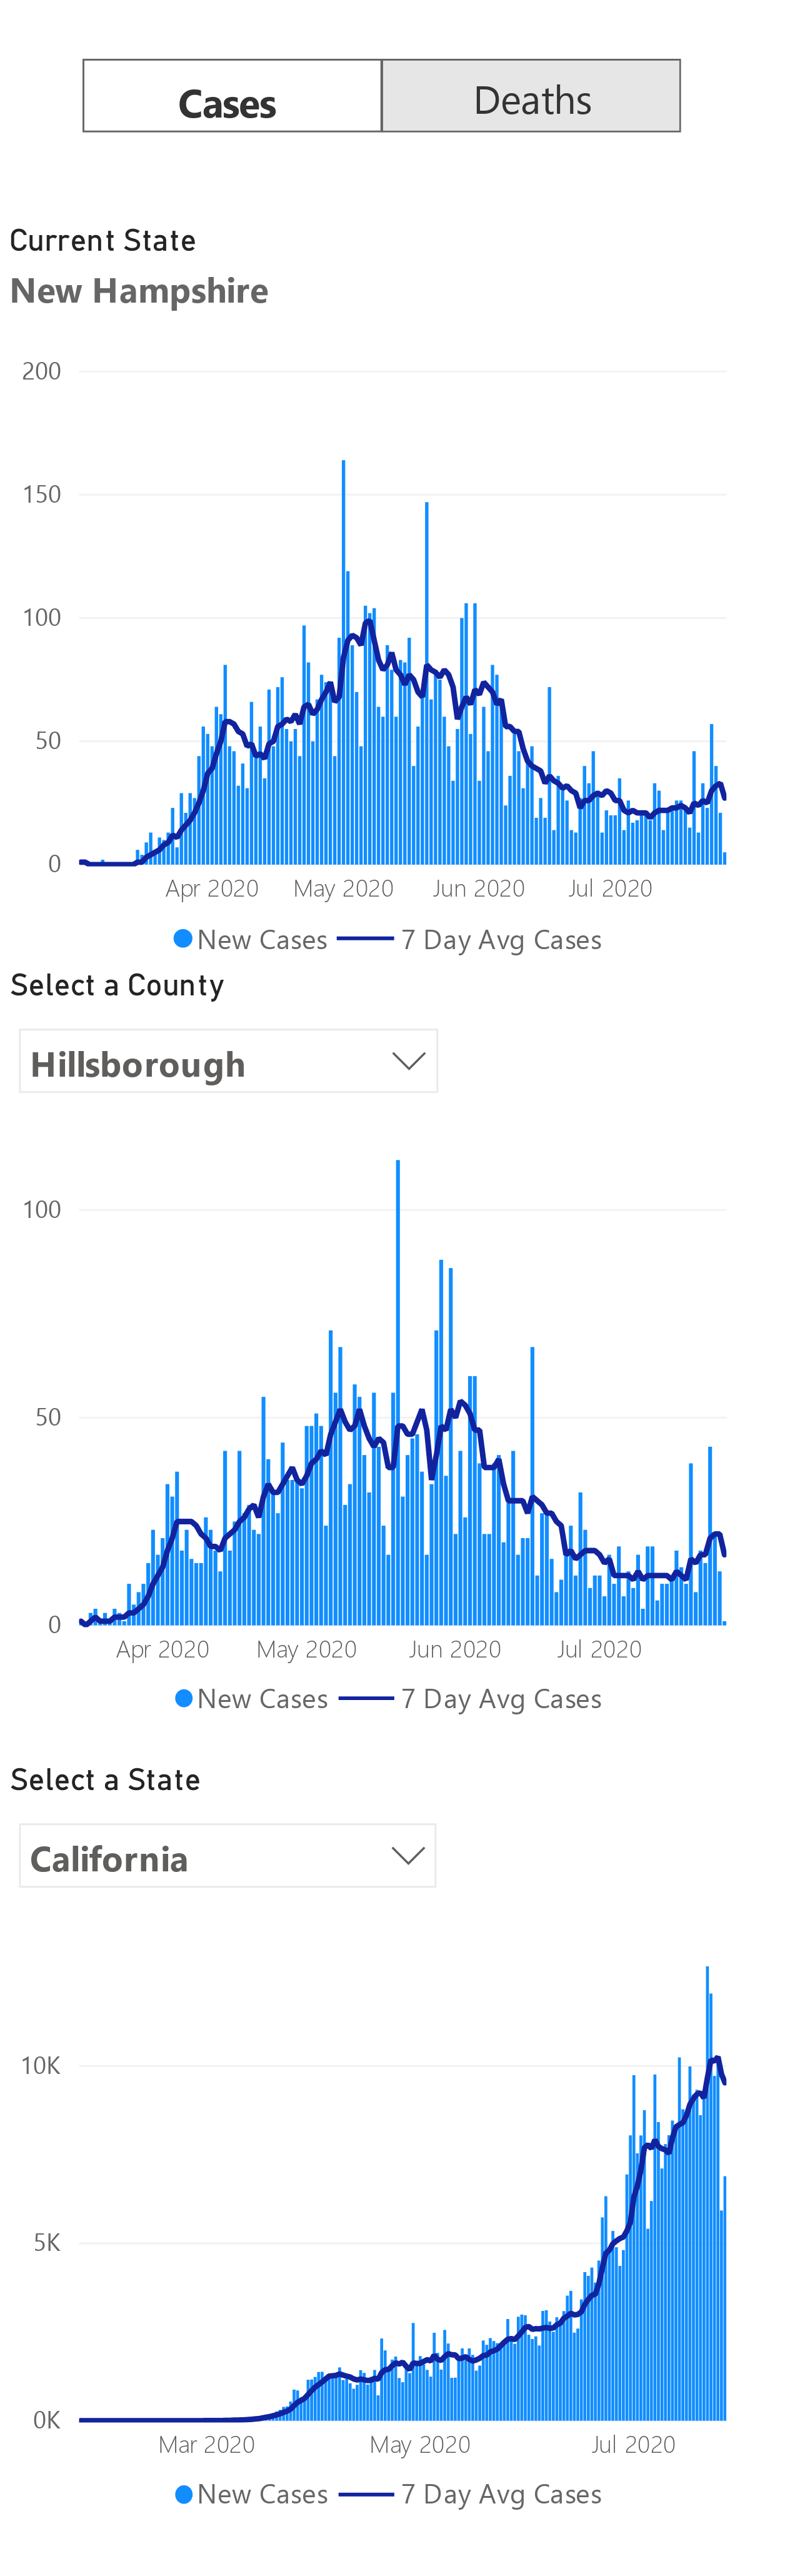 Cases Deaths
Current State
New Hampshire
200
150
100
50
0
Apr 2020 May 2020 Jun 2020 Jul 2020
New Cases 7 Day Avg Cases
Select a County
Hillsborough
100
50
0
Apr 2020 May 2020 Jun 2020 Jul 2020
New Cases 7 Day Avg Cases
Select a State
California
10K
5K
0K
Mar 2020 May 2020 Jul 2020
New Cases 7 Day Avg Cases